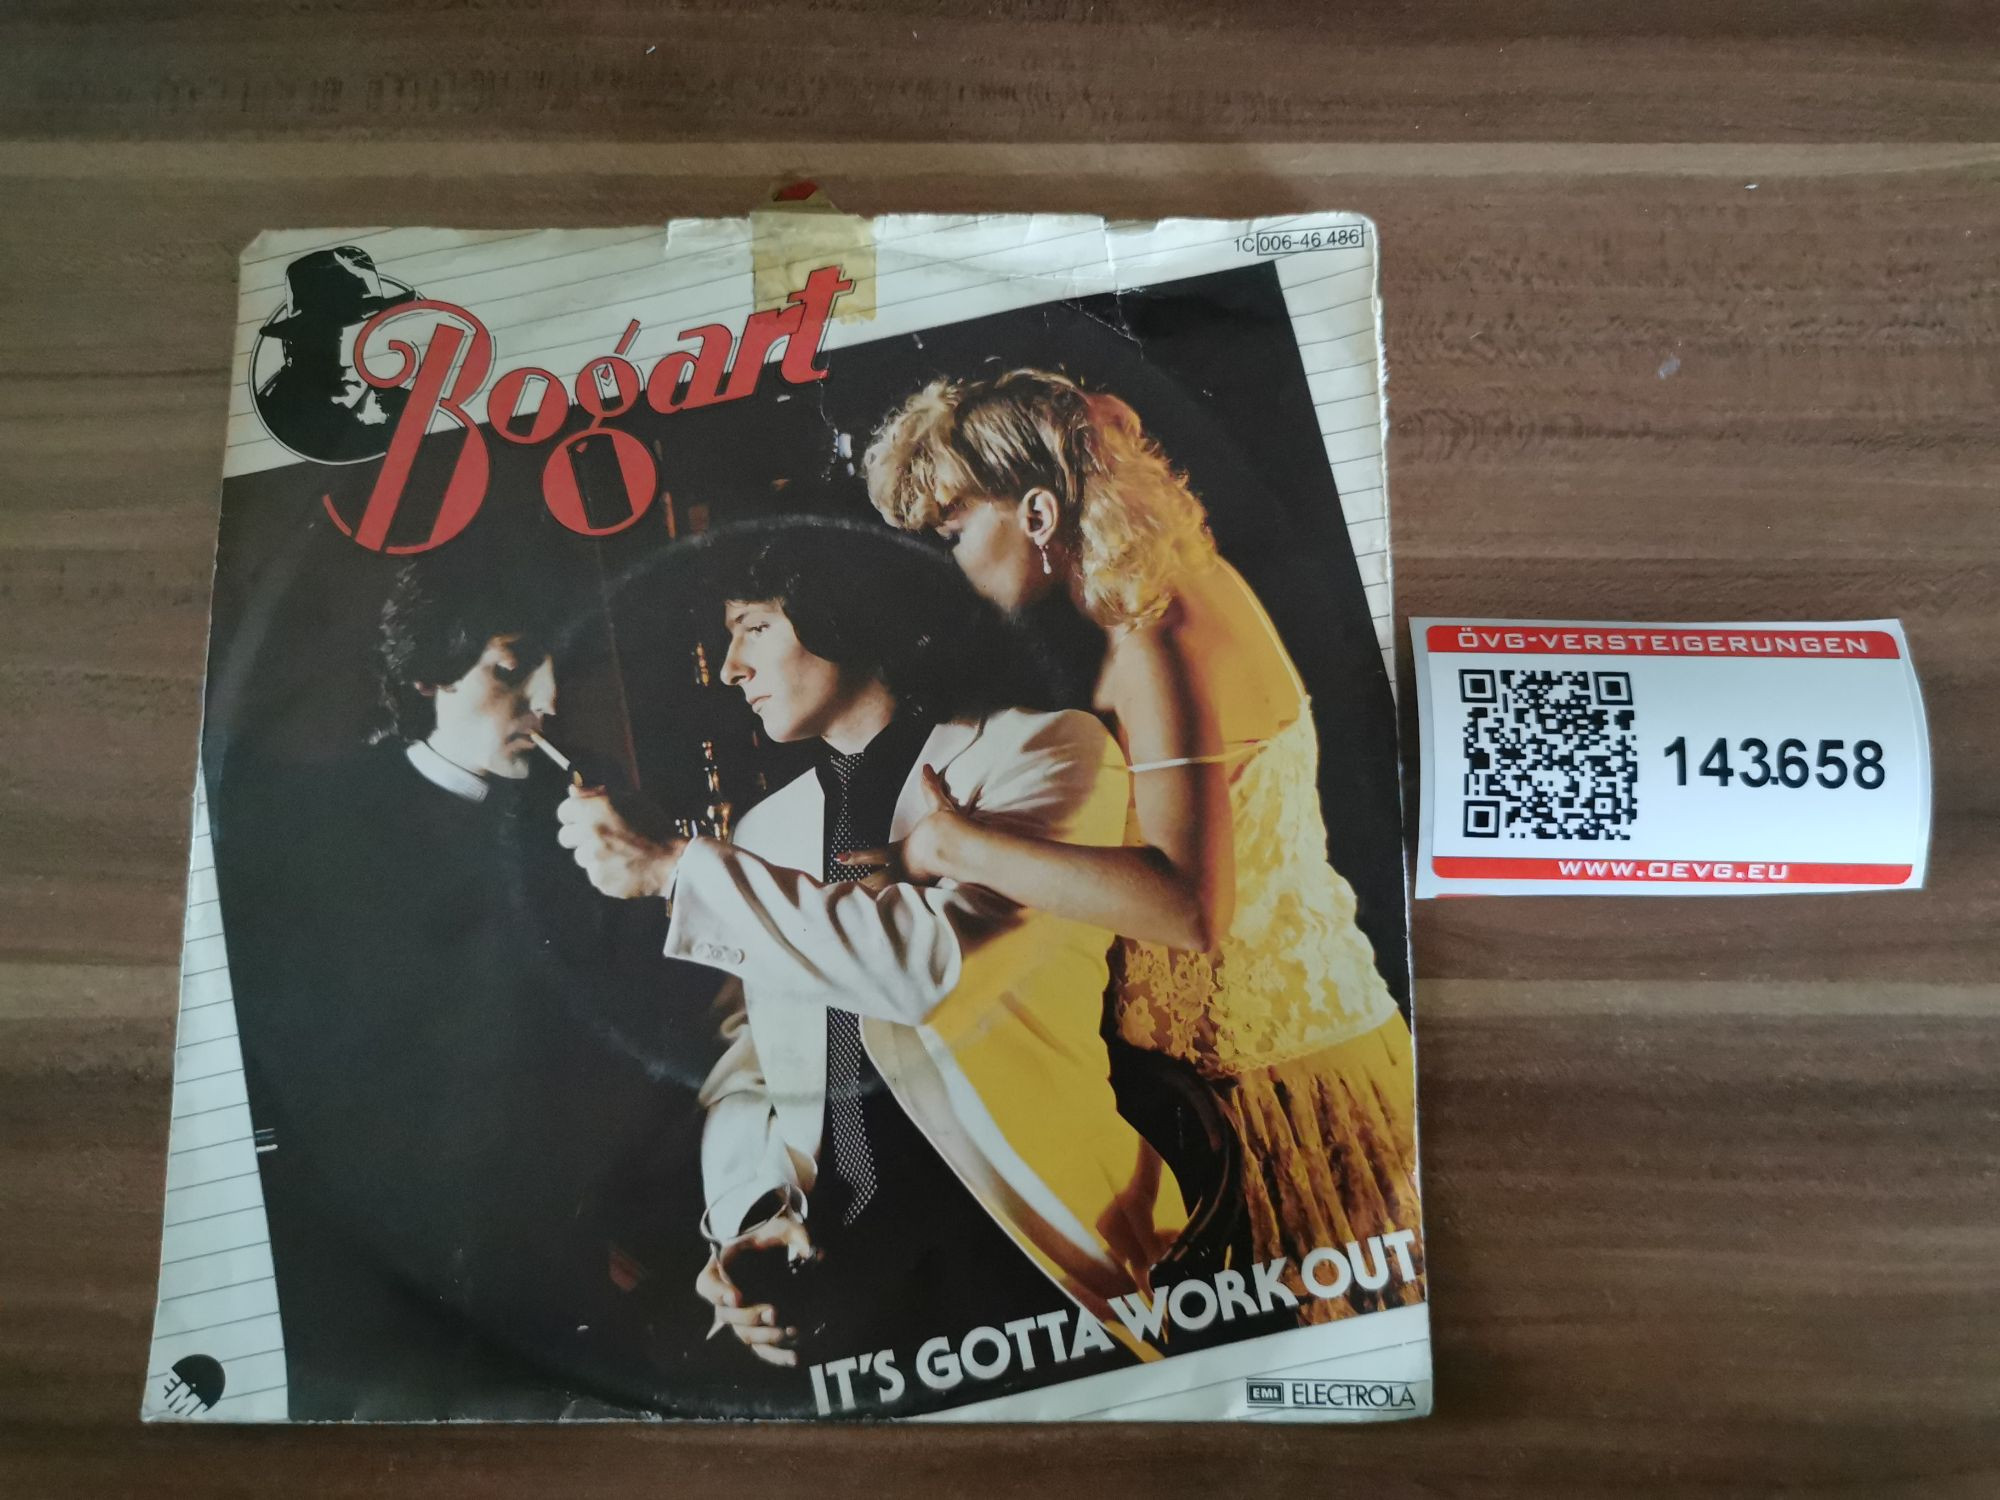 1C 006-46 486
Bogart
ÖVG-VERSTEIGERUNGEN
143.658
WWW.OEVG.EU
IT'S GOTTA WORK OUT
EMI
EMI ELECTROLA